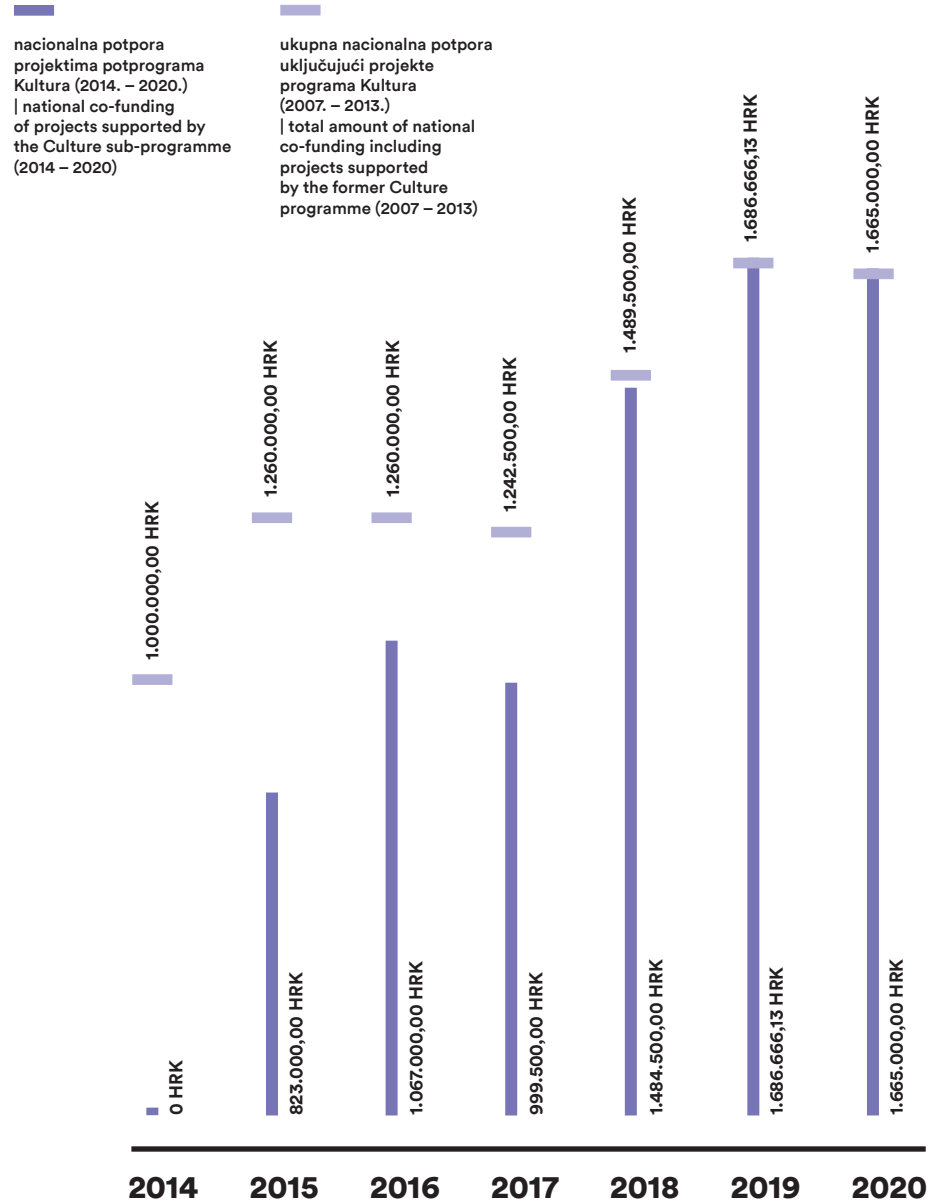 nacionalna potpora
projektima potprograma
Kultura (2014. – 2020.)
| national co-funding
of projects supported by
the Culture sub-programme
(2014 – 2020)
ukupna nacionalna potpora
uključujući projekte
programa Kultura
(2007. – 2013.)
| total amount of national
co-funding including
projects supported
by the former Culture
programme (2007 – 2013)
1.000.000,00 HRK
1.260.000,00 HRK
1.260.000,00 HRK
1.242.500,00 HRK
1.489.500,00 HRK
1.686.666,13 HRK
1.665.000,00 HRK
0 HRK
823.000,00 HRK
1.067.000,00 HRK
999.500,00 HRK
1.484.500,00 HRK
1.686.666,13 HRK
1.665.000,00 HRK
2014 2015 2016 2017 2018 2019 2020